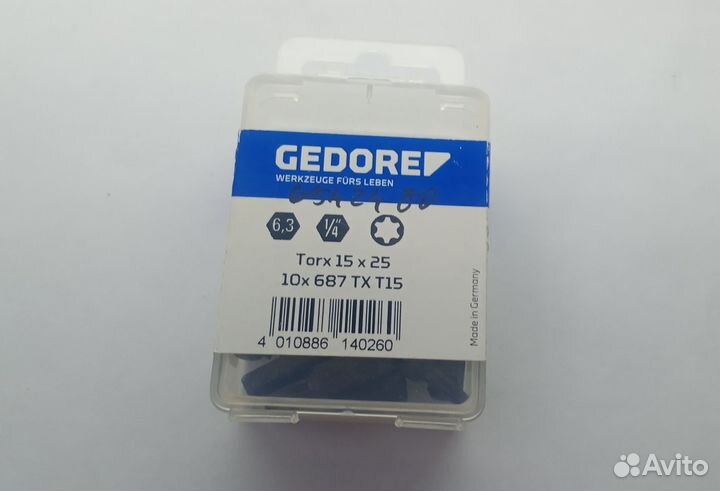 GEDORE
WERKZEUGE FÜRS LEBEN
6,3 1/4"
Torx 15 x 25
10x 687 TX T15
4 010886 140260
Made in Germany
Avito